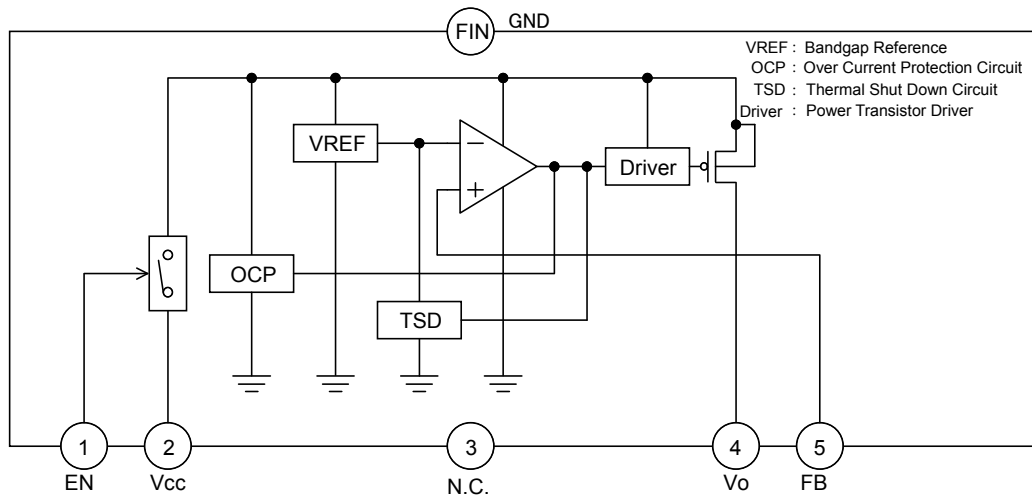 FIN GND
VREF : Bandgap Reference
OCP : Over Current Protection Circuit
TSD : Thermal Shut Down Circuit
Driver : Power Transistor Driver
VREF
−
+
Driver
OCP
TSD
1
2
3
4
5
EN
Vcc
N.C.
Vo
FB